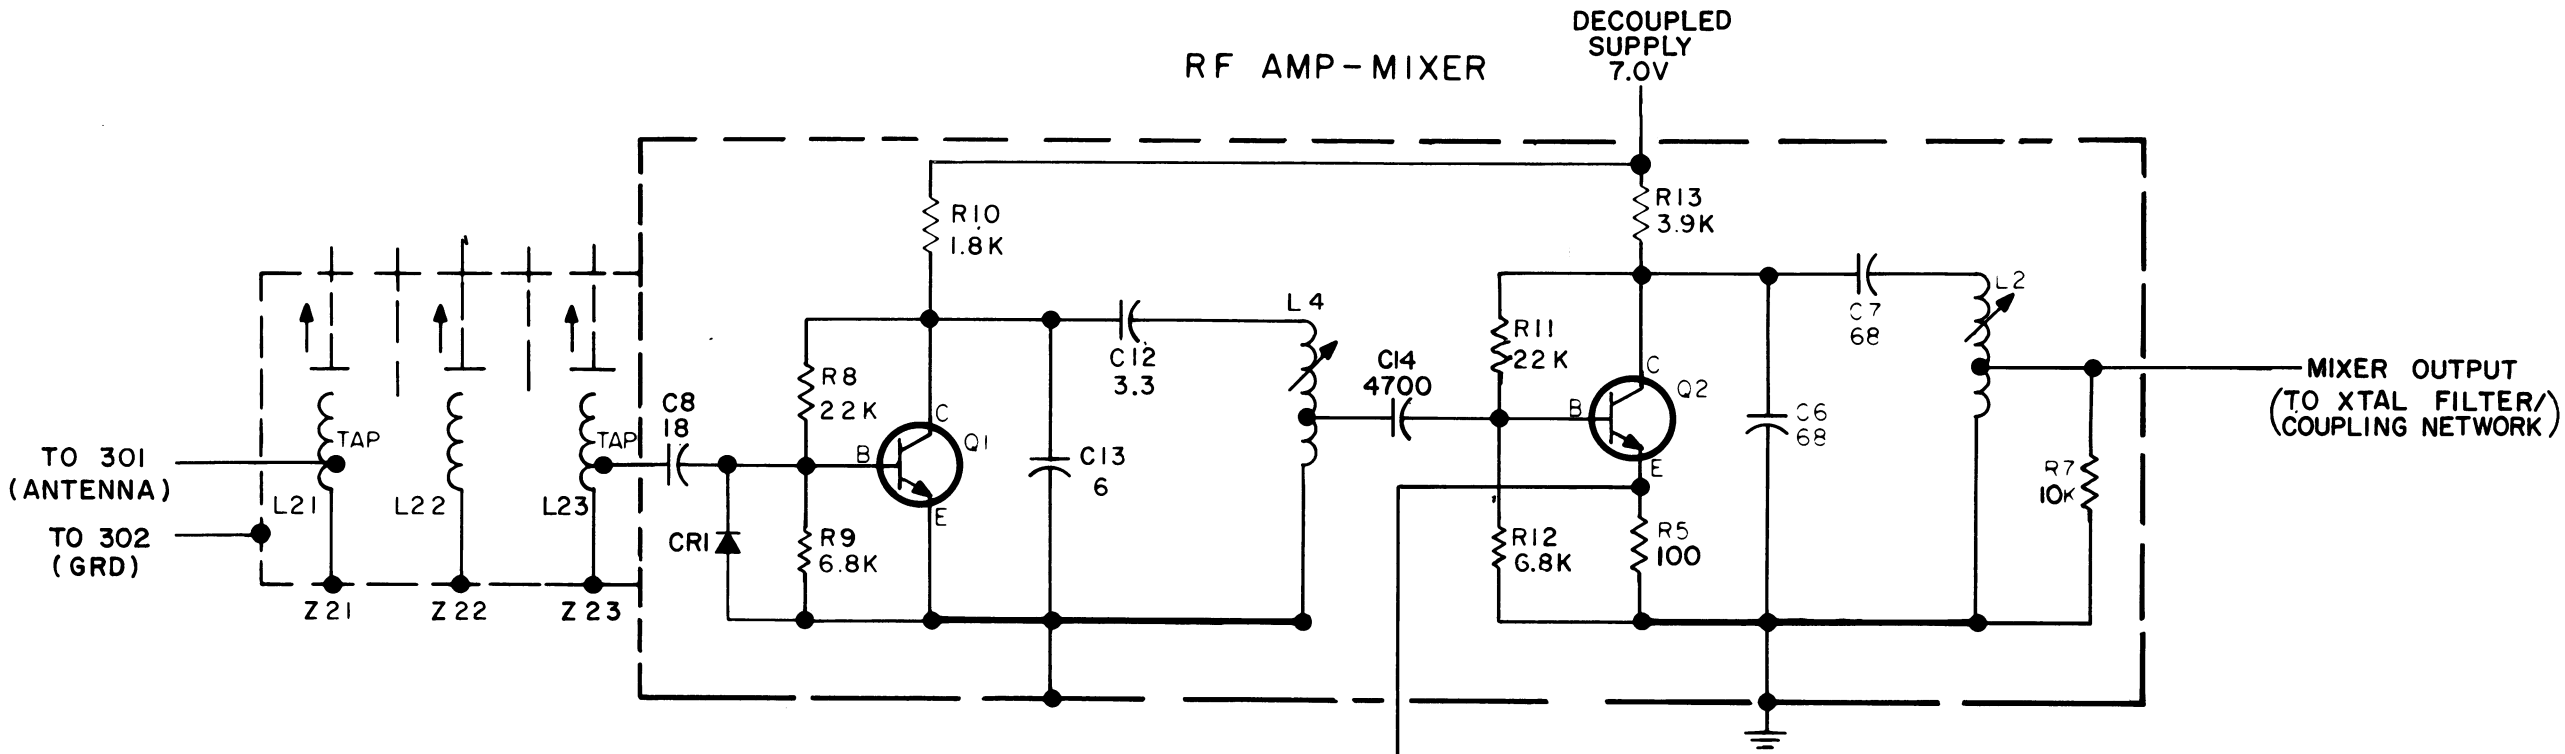 DECOUPLED
SUPPLY
7.0V
RF AMP-MIXER
R10
1.8K
R13
3.9K
L4
L2
C7
68
R8
22K
C8
18
C12
3.3
C14
4700
R11
22K
C
Q2
B
E
C6
68
MIXER OUTPUT
(TO XTAL FILTER/
COUPLING NETWORK)
TAP
TAP
C
Q1
B
E
C13
6
TO 301
(ANTENNA)
L21
L22
L23
R7
10K
TO 302
(GRD)
CR1
R9
6.8K
R12
6.8K
R5
100
Z21
Z22
Z23